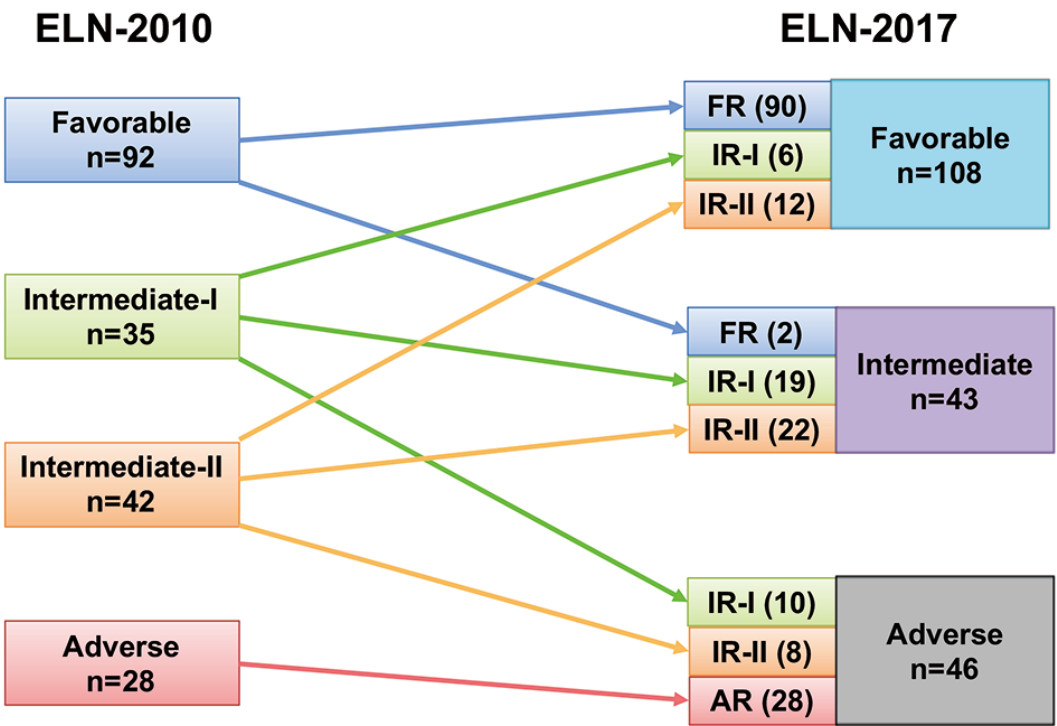 ELN-2010
ELN-2017
Favorable
n=92
Intermediate-I
n=35
Intermediate-II
n=42
Adverse
n=28
FR (90)
IR-I (6)
IR-II (12)
Favorable
n=108
FR (2)
IR-I (19)
IR-II (22)
Intermediate
n=43
IR-I (10)
IR-II (8)
AR (28)
Adverse
n=46